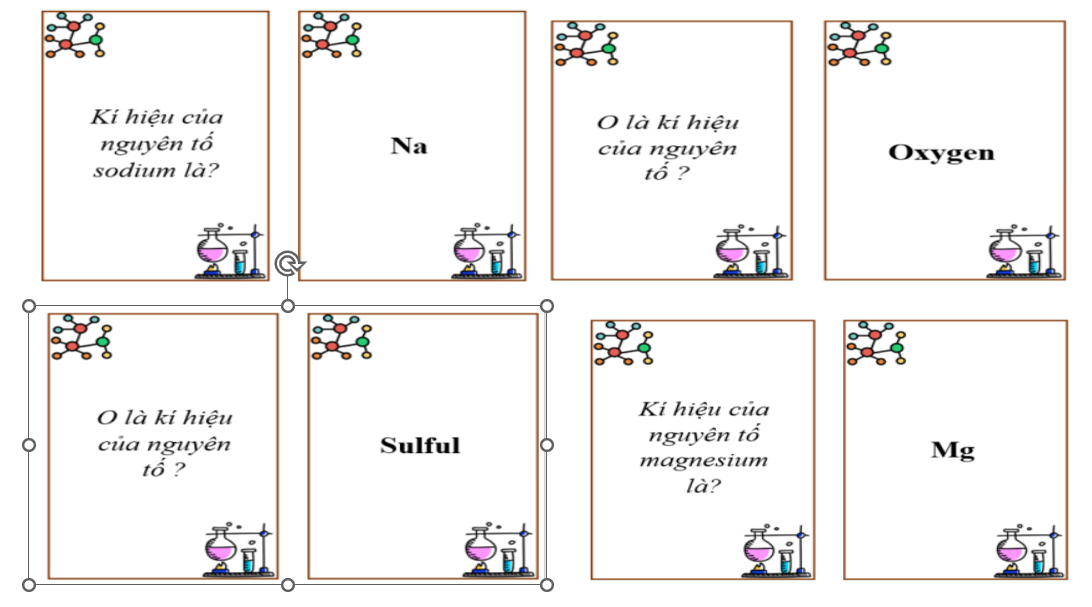 Kí hiệu của
nguyên tố
sodium là?
Na
O là kí hiệu
của nguyên
tố ?
Oxygen
O là kí hiệu
của nguyên
tố ?
Sulful
Kí hiệu của
nguyên tố
magnesium
là?
Mg